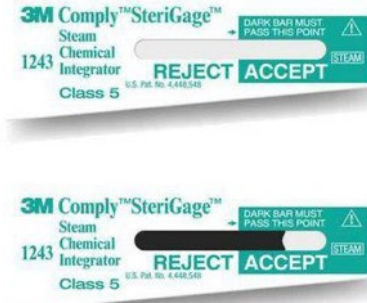 3M Comply™SteriGage™
DARK BAR MUST
→ PASS THIS POINT
Steam
1243 Chemical
Integrator
STEAM
REJECT ACCEPT
U.S. Pat. No. 4,448,548
Class 5
3M Comply™SteriGage™
DARK BAR MUST
→ PASS THIS POINT
Steam
1243 Chemical
Integrator
STEAM
REJECT ACCEPT
U.S. Pat. No. 4,448,548
Class 5